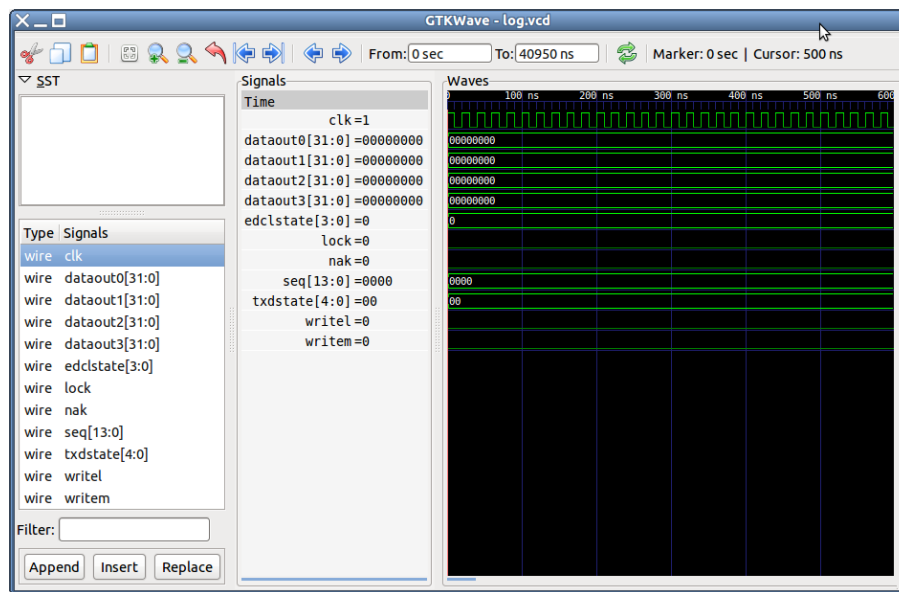 GTKWave - log.vcd
From: 0 sec To: 40950 ns Marker: 0 sec | Cursor: 500 ns
SST
Type Signals
wire clk
wire dataout0[31:0]
wire dataout1[31:0]
wire dataout2[31:0]
wire dataout3[31:0]
wire edclstate[3:0]
wire lock
wire nak
wire seq[13:0]
wire txdstate[4:0]
wire writel
wire writem
Filter:
Append Insert Replace
Signals
Time
clk=1
dataout0[31:0]=00000000
dataout1[31:0]=00000000
dataout2[31:0]=00000000
dataout3[31:0]=00000000
edclstate[3:0]=0
lock=0
nak=0
seq[13:0]=0000
txdstate[4:0]=00
writel=0
writem=0
Waves
0 100 ns 200 ns 300 ns 400 ns 500 ns 600
00000000
00000000
00000000
00000000
0
0000
00